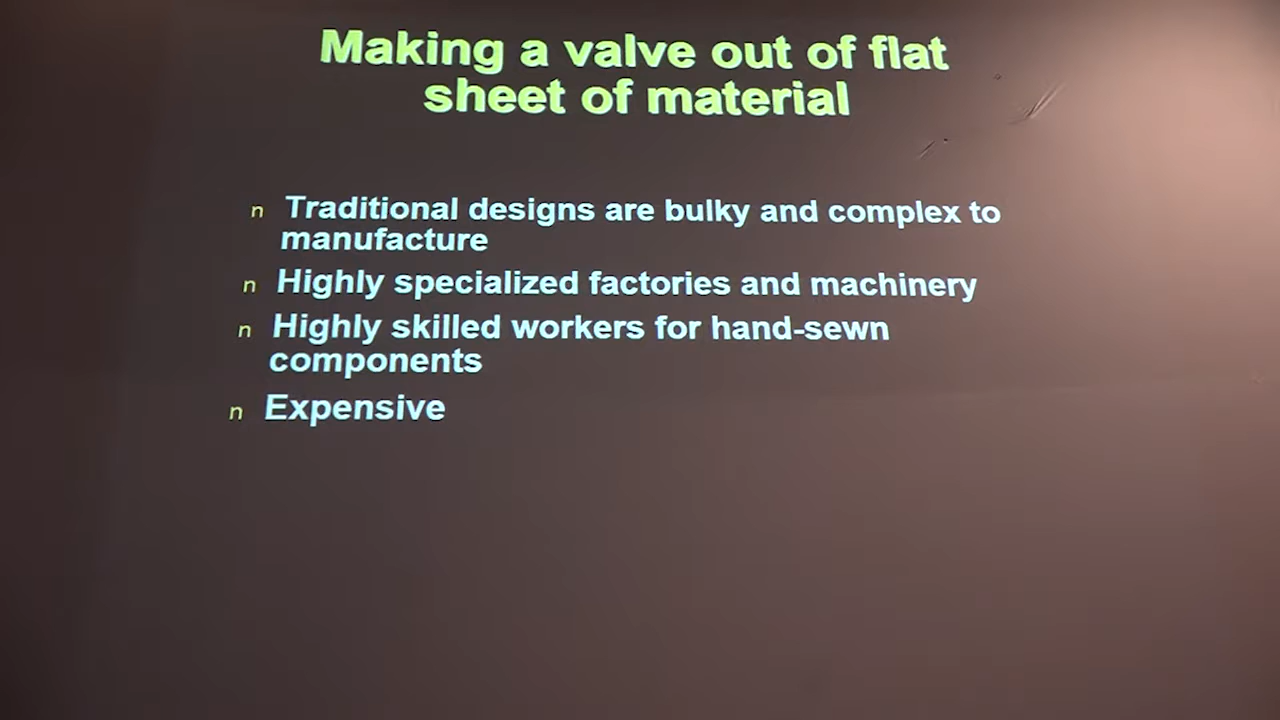 Making a valve out of flat
sheet of material
n Traditional designs are bulky and complex to
manufacture
n Highly specialized factories and machinery
n Highly skilled workers for hand-sewn
components
n Expensive